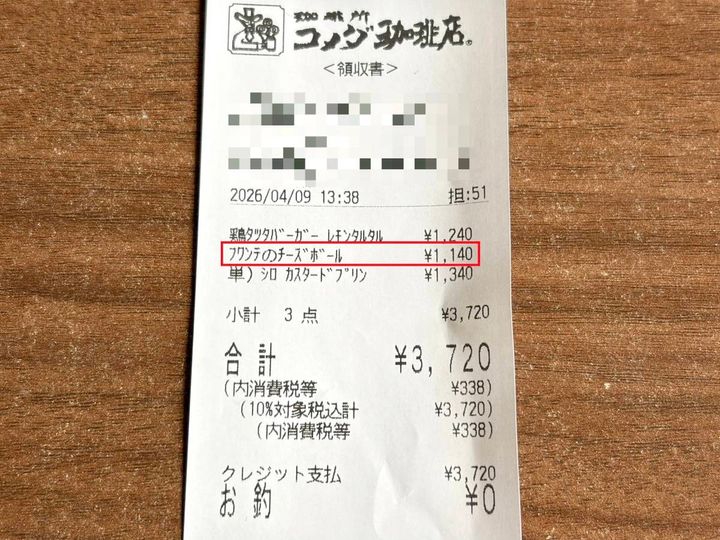 珈琲所
コメダ珈琲店®
＜領収書＞
2026/04/09 13:38 担:51
鶏ﾀﾂﾀﾊﾞｰｶﾞｰ ﾚﾓﾝﾀﾙﾀﾙ ¥1,240
ﾌﾜﾝﾃのﾁｰｽﾞﾎﾞｰﾙ ¥1,140
単) ｼﾛ ｶｽﾀｰﾄﾞﾌﾟﾘﾝ ¥1,340
小計 3 点 ¥3,720
合計 ¥3,720
(内消費税等 ¥338)
(10%対象税込計 ¥3,720)
(内消費税等 ¥338)
クレジット支払 ¥3,720
お釣 ¥0